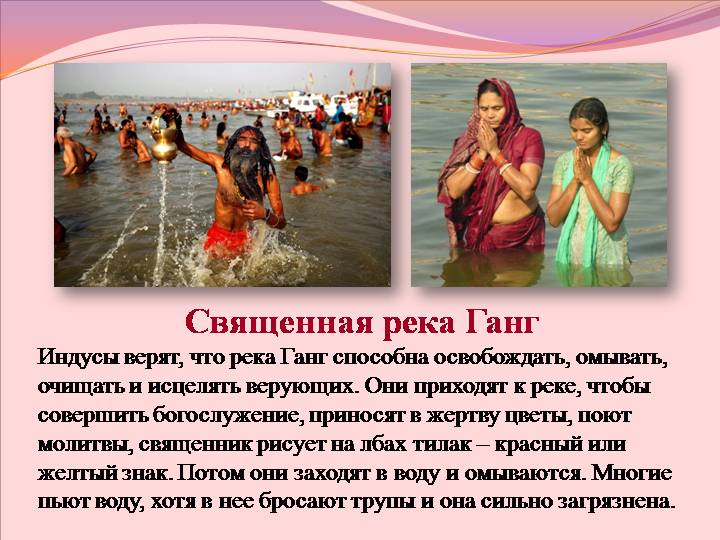 Священная река Ганг
Индусы верят, что река Ганг способна освобождать, омывать,
очищать и исцелять верующих. Они приходят к реке, чтобы
совершить богослужение, приносят в жертву цветы, поют
молитвы, священник рисует на лбах тилак – красный или
желтый знак. Потом они заходят в воду и омываются. Многие
пьют воду, хотя в нее бросают трупы и она сильно загрязнена.